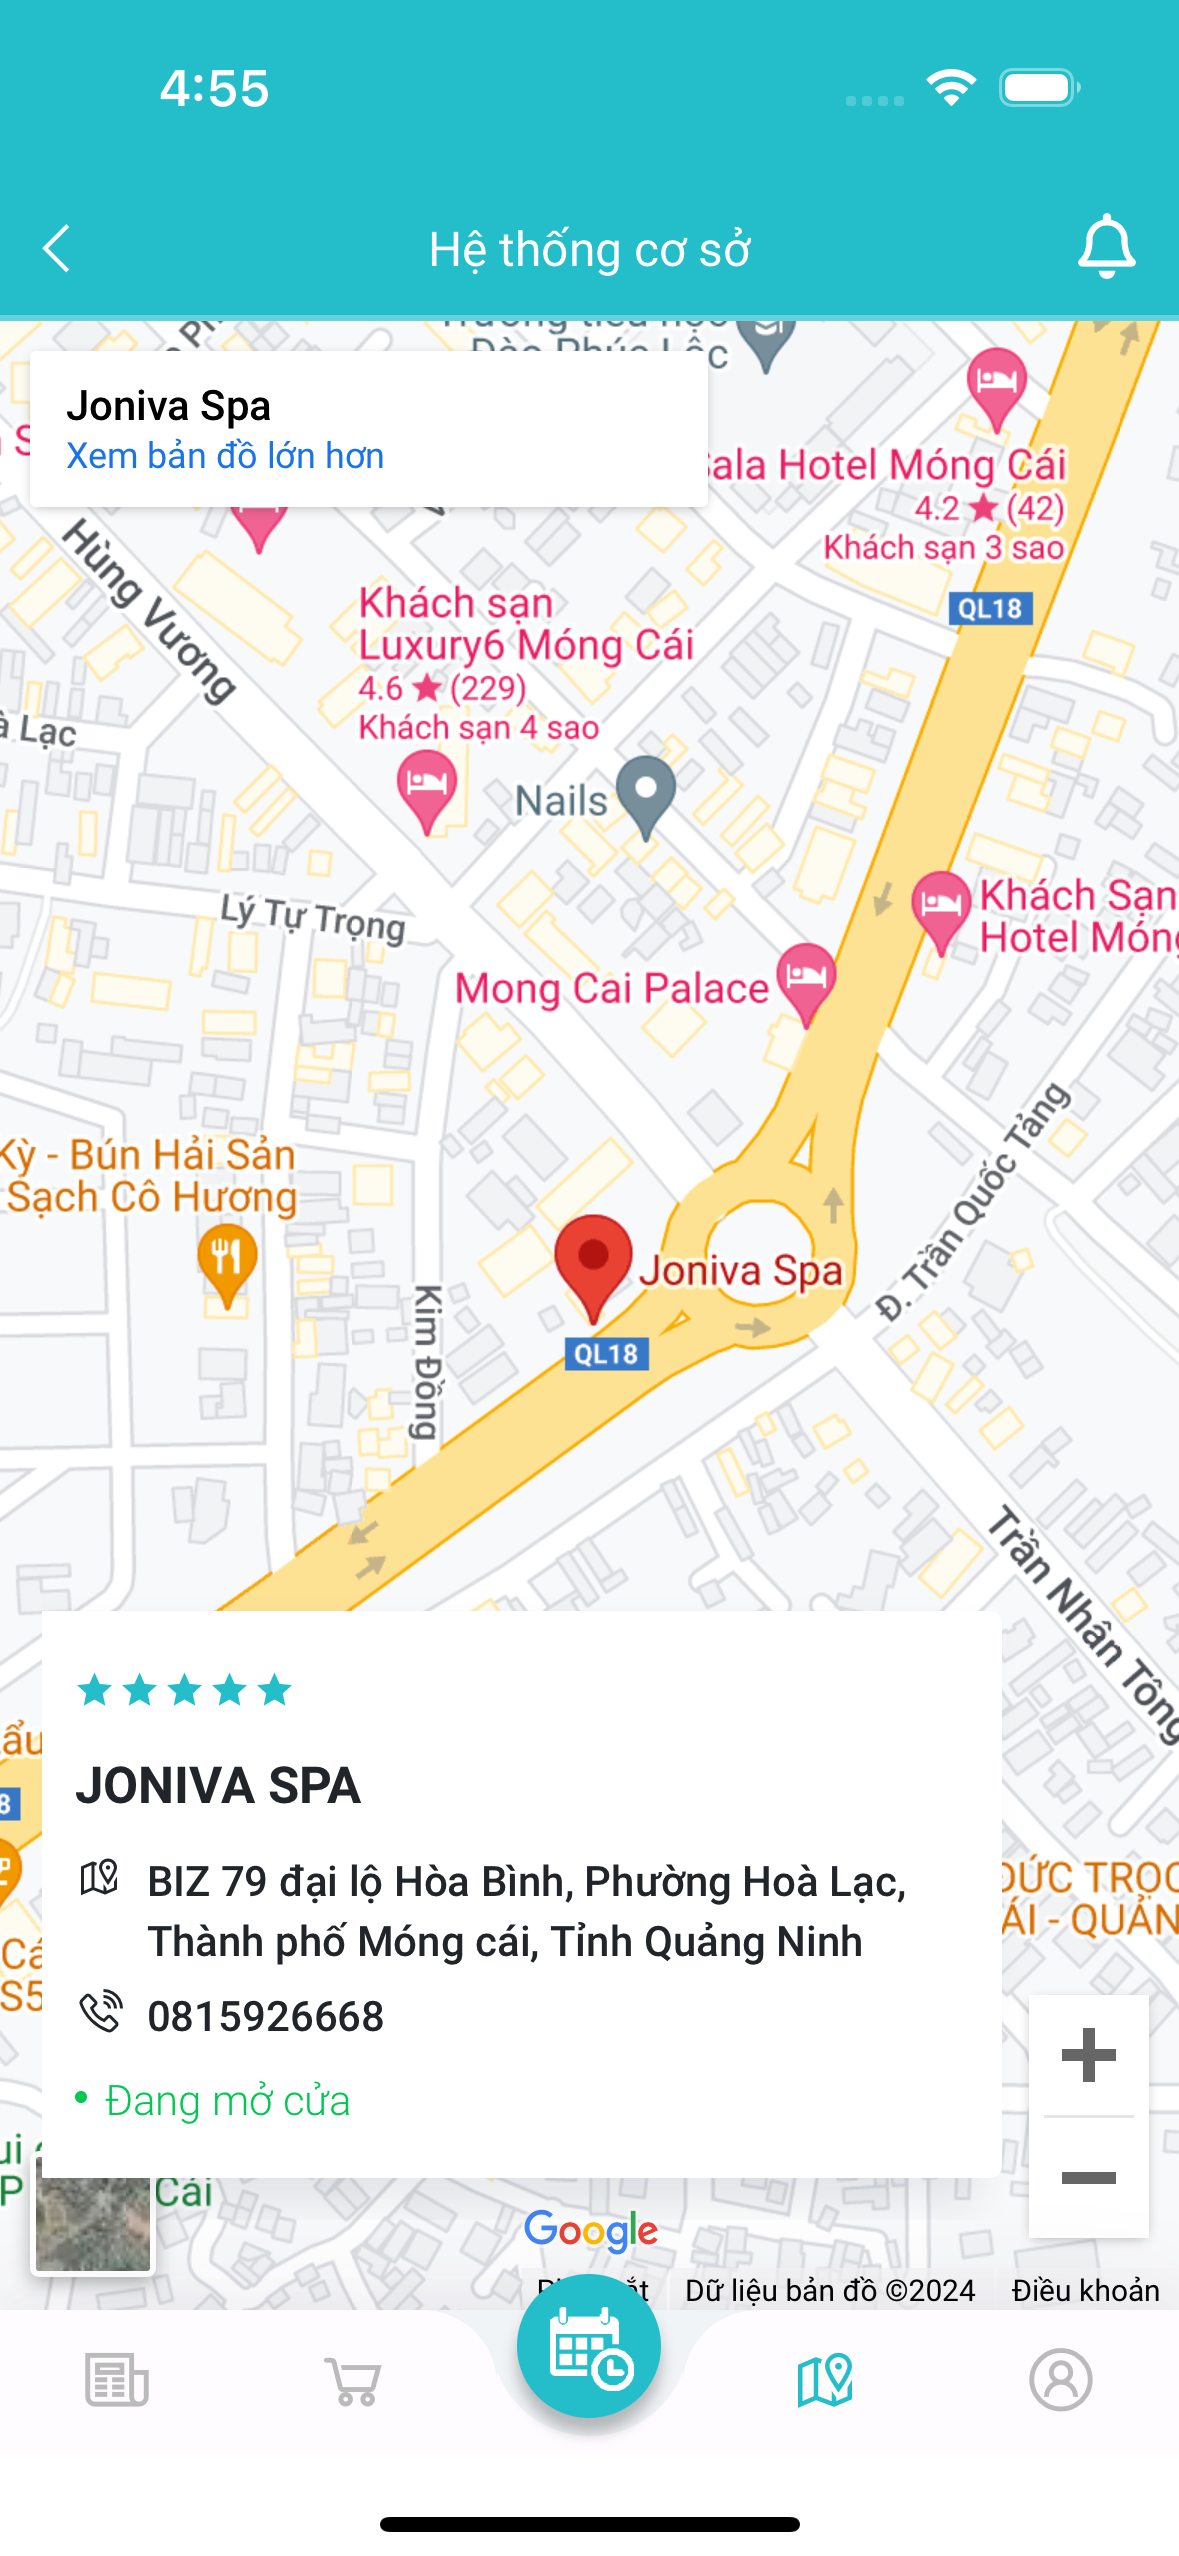 4:55
Hệ thống cơ sở
Đào Phúc Lộc
Joniva Spa
Xem bản đồ lớn hơn
Sala Hotel Móng Cái
4.2 ★ (42)
Khách sạn 3 sao
QL18
Hùng Vương
Khách sạn
Luxury6 Móng Cái
4.6 ★ (229)
Khách sạn 4 sao
Lạc
Nails
Khách Sạn
Hotel Móng
Lý Tự Trọng
Mong Cai Palace
Đ. Trần Quốc Tảng
Kỳ - Bún Hải Sản
Sạch Cô Hương
Joniva Spa
QL18
Kim Đồng
Trần Nhân Tông
JONIVA SPA
BIZ 79 đại lộ Hòa Bình, Phường Hoà Lạc,
Thành phố Móng cái, Tỉnh Quảng Ninh
0815926668
• Đang mở cửa
ĐỨC TRỌC
ÁI - QUẢN
Cái
Google
Dữ liệu bản đồ ©2024
Điều khoản